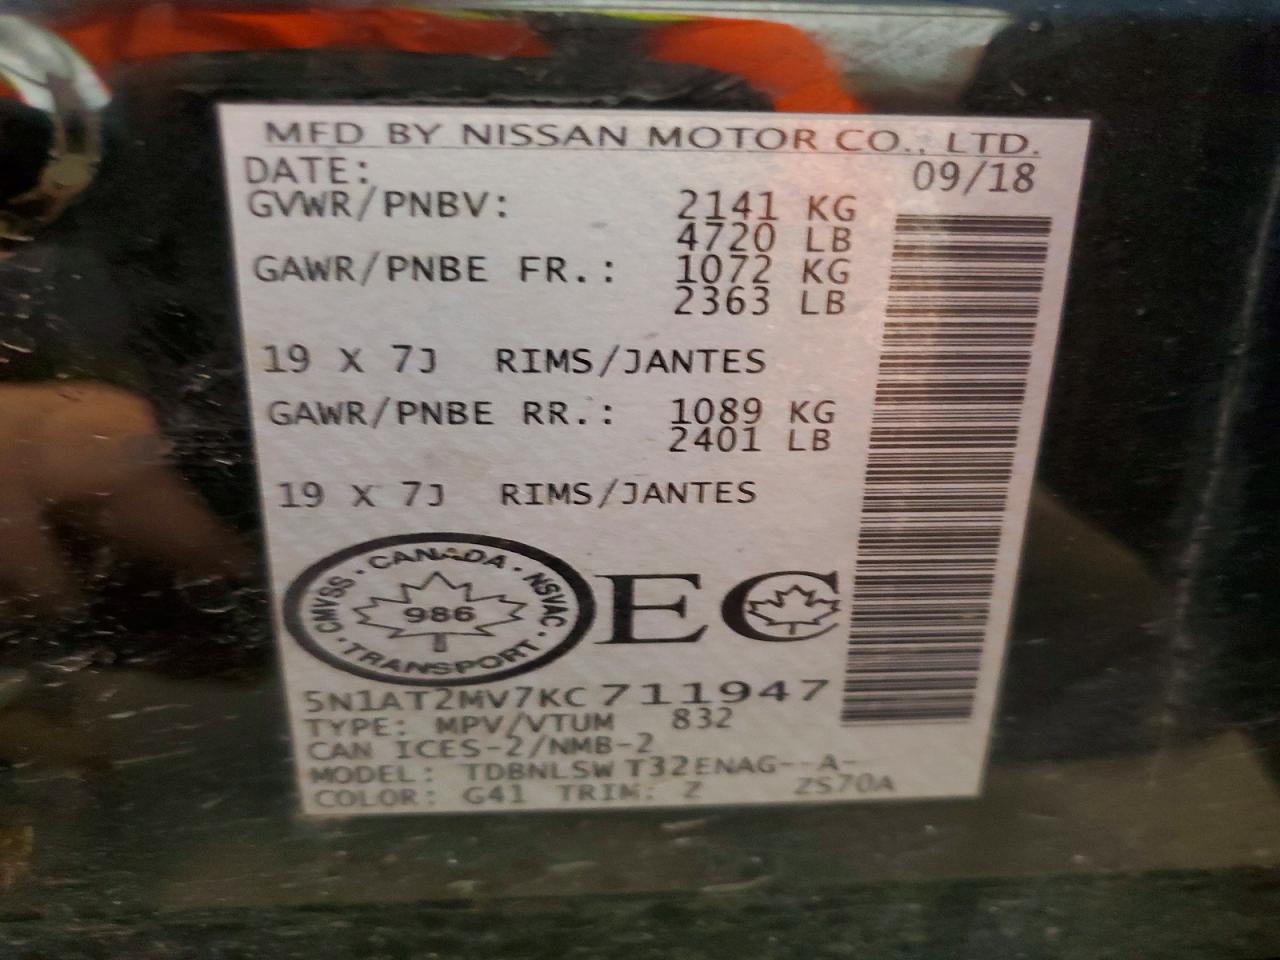 MFD BY NISSAN MOTOR CO., LTD.
DATE: 09/18
GVWR/PNBV: 2141 KG
4720 LB
GAWR/PNBE FR.: 1072 KG
2363 LB
19 X 7J RIMS/JANTES
GAWR/PNBE RR.: 1089 KG
2401 LB
19 X 7J RIMS/JANTES
CMVSS · CANADA · NSVAC · TRANSPORT ·
986
EC
5N1AT2MV7KC711947
TYPE: MPV/VTUM 832
CAN ICES-2/NMB-2
MODEL: TDBNLSW T32ENAG--A-
COLOR: G41 TRIM: Z ZS70A